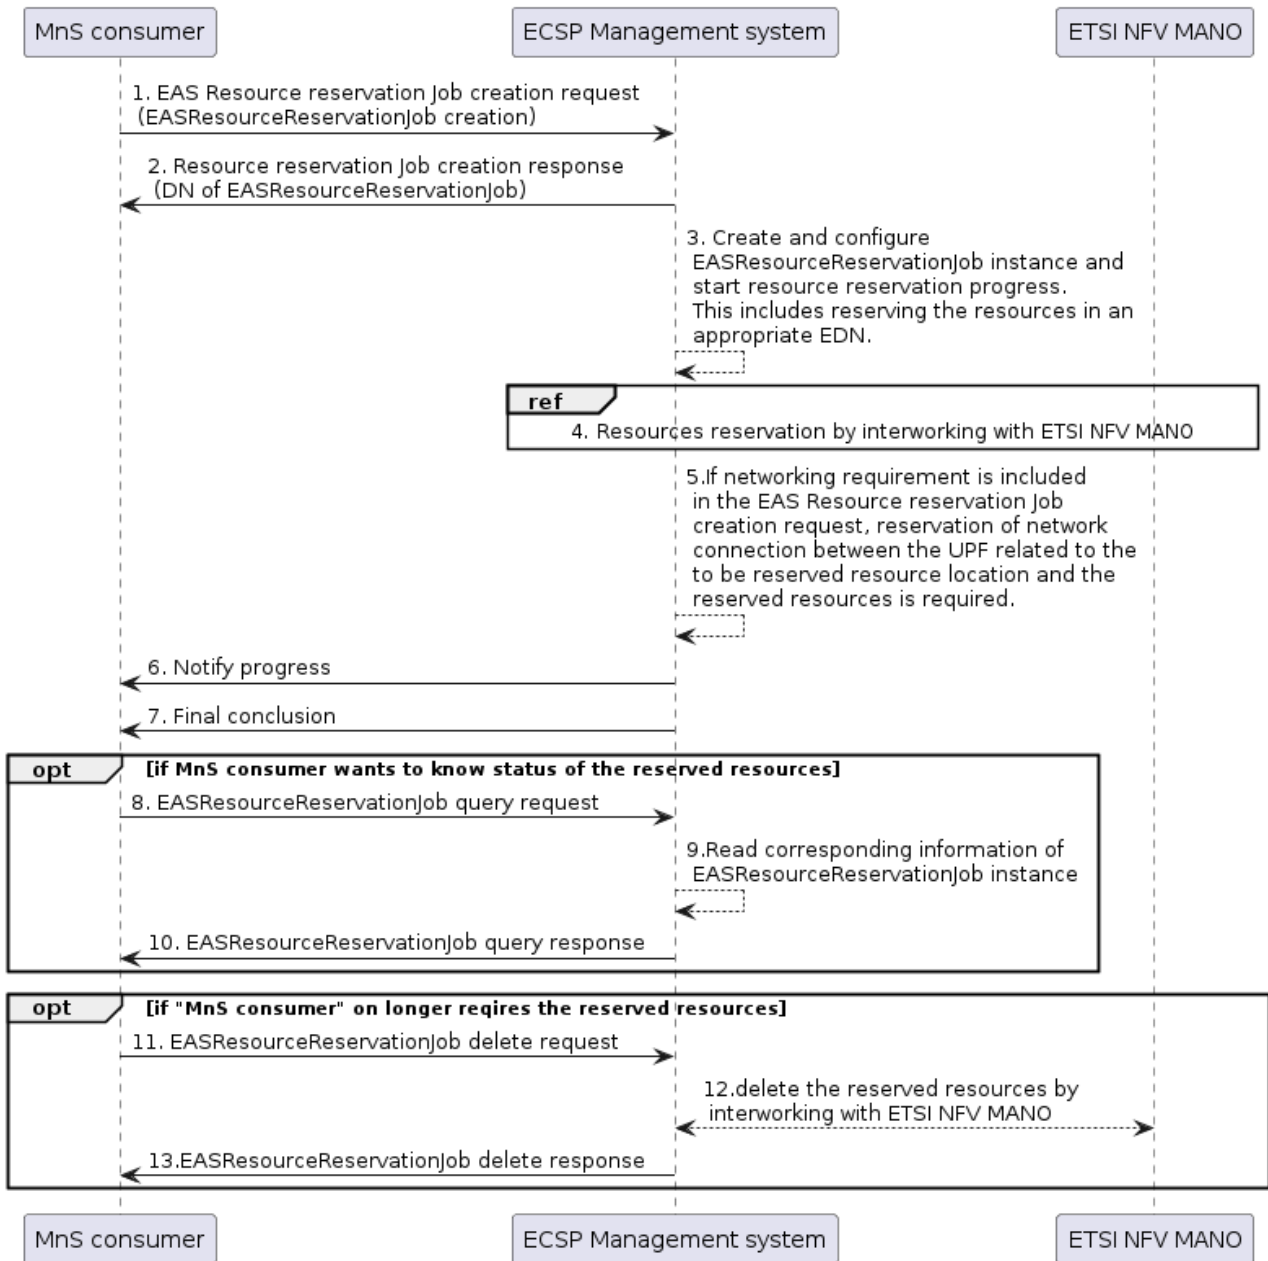 MnS consumer
ECSP Management system
ETSI NFV MANO
1. EAS Resource reservation Job creation request
(EASResourceReservationJob creation)
2. Resource reservation Job creation response
(DN of EASResourceReservationJob)
3. Create and configure
EASResourceReservationJob instance and
start resource reservation progress.
This includes reserving the resources in an
appropriate EDN.
ref
4. Resources reservation by interworking with ETSI NFV MANO
5.If networking requirement is included
in the EAS Resource reservation Job
creation request, reservation of network
connection between the UPF related to the
to be reserved resource location and the
reserved resources is required.
6. Notify progress
7. Final conclusion
opt
[if MnS consumer wants to know status of the reserved resources]
8. EASResourceReservationJob query request
9.Read corresponding information of
EASResourceReservationJob instance
10. EASResourceReservationJob query response
opt
[if "MnS consumer" on longer reqires the reserved resources]
11. EASResourceReservationJob delete request
12.delete the reserved resources by
interworking with ETSI NFV MANO
13.EASResourceReservationJob delete response
MnS consumer
ECSP Management system
ETSI NFV MANO